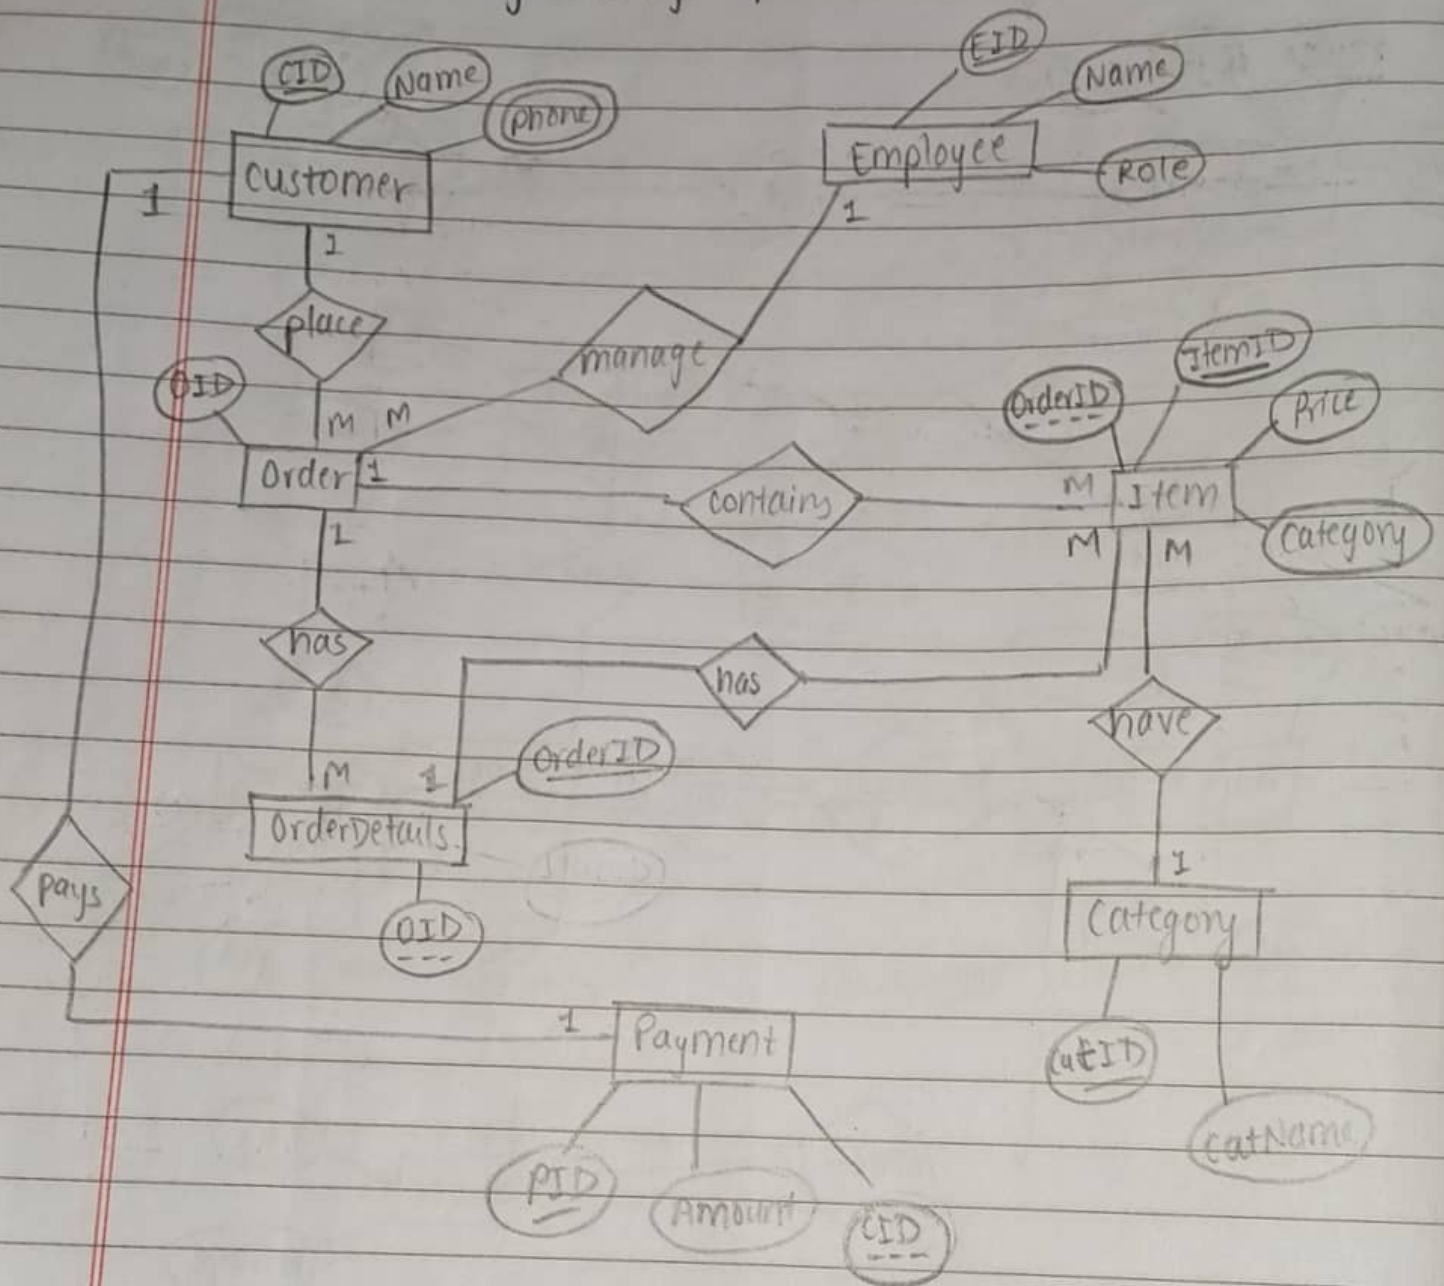 EID
CID
Name
Name
Phone
Employee
Role
Customer
1
1
1
place
manage
ItemID
OID
OrderID
Price
M
M
Order
1
contains
M
Item
Category
1
M
M
has
has
have
OrderID
M
1
OrderDetails
1
pays
OID
Category
1
Payment
CatID
catName
PID
Amount
CID